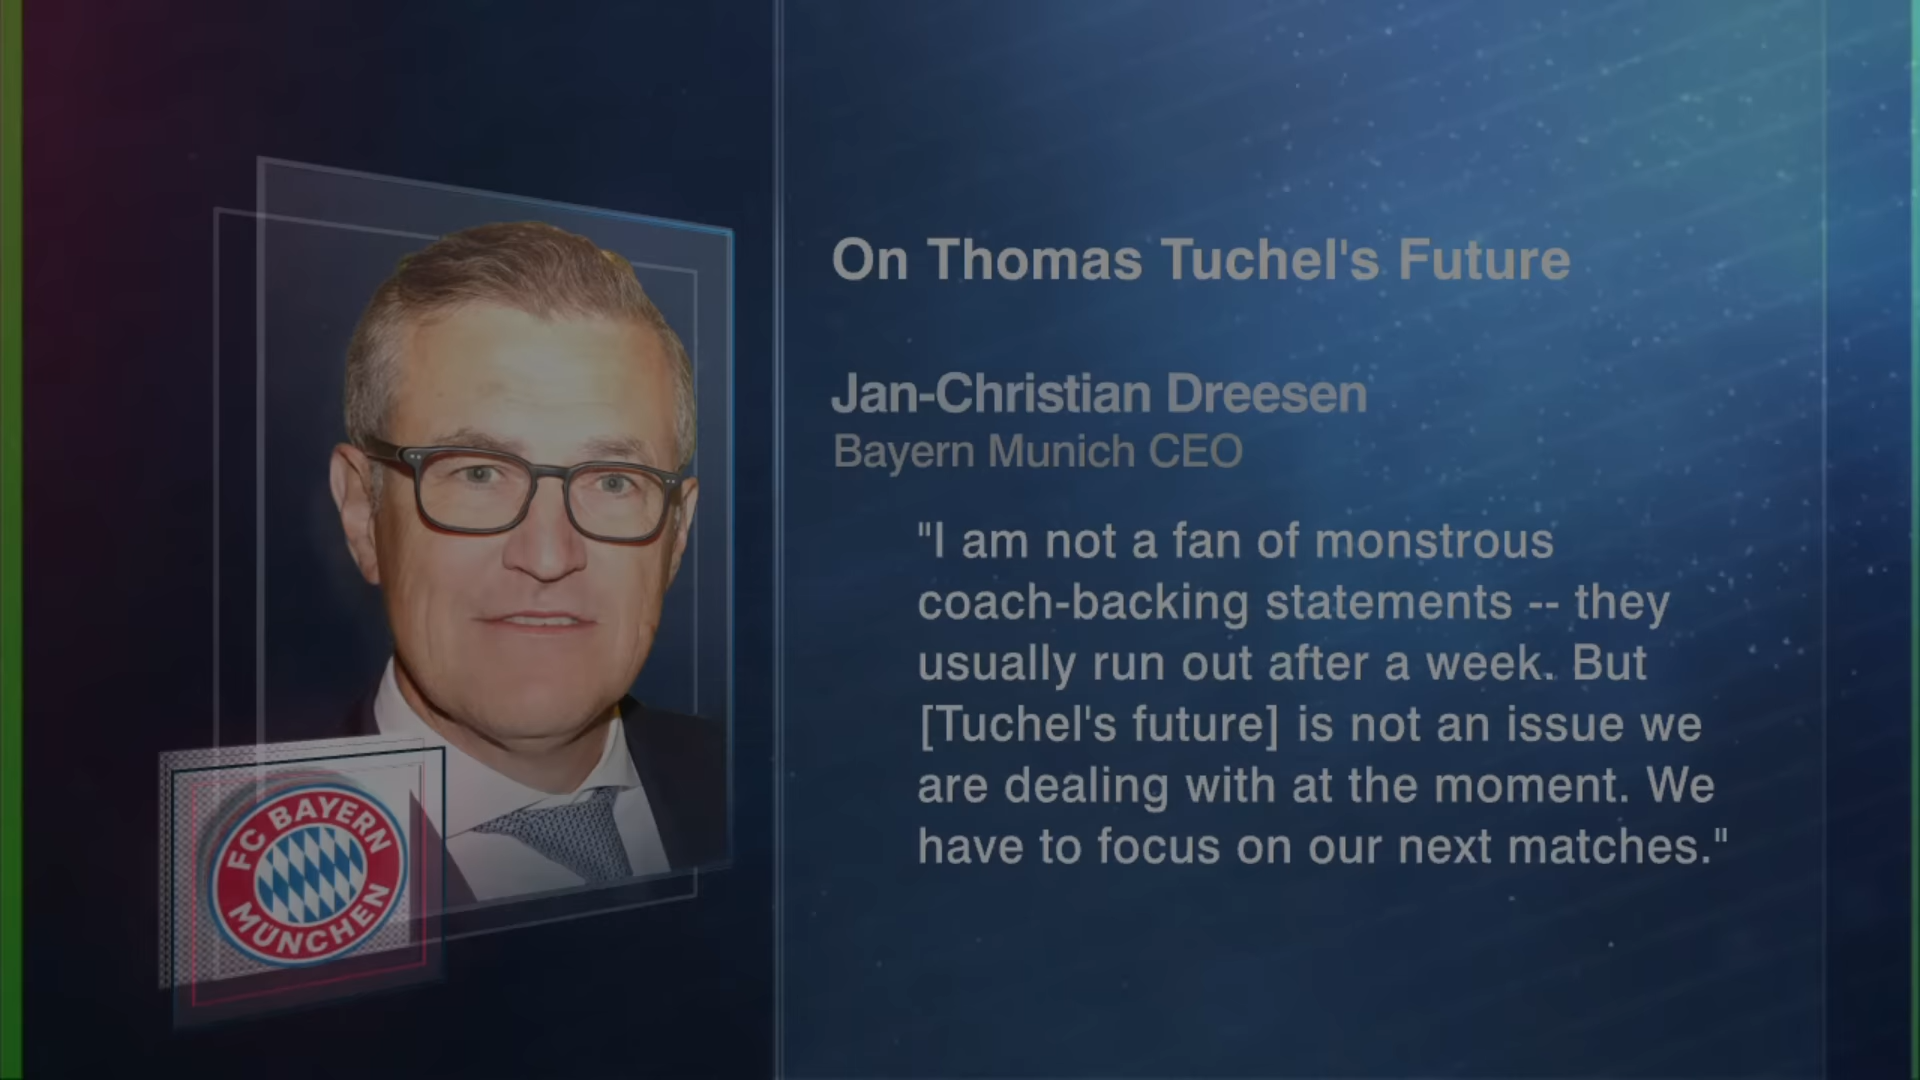 On Thomas Tuchel's Future
Jan-Christian Dreesen
Bayern Munich CEO
"I am not a fan of monstrous
coach-backing statements -- they
usually run out after a week. But
[Tuchel's future] is not an issue we
are dealing with at the moment. We
have to focus on our next matches."
FC BAYERN
MÜNCHEN